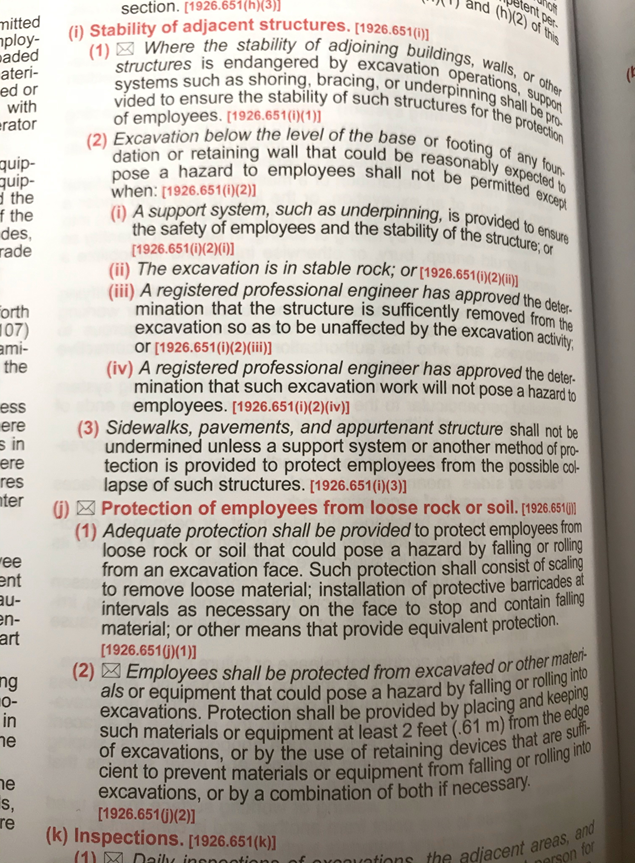 section. [1926.651(h)(3)]
and (h)(2) of this
(i) Stability of adjacent structures. [1926.651(i)]
(1) ✉ Where the stability of adjoining buildings, walls, or other
structures is endangered by excavation operations, support
systems such as shoring, bracing, or underpinning shall be pro-
vided to ensure the stability of such structures for the protection
of employees. [1926.651(i)(1)]
(2) Excavation below the level of the base or footing of any foun-
dation or retaining wall that could be reasonably expected to
pose a hazard to employees shall not be permitted except
when: [1926.651(i)(2)]
(i) A support system, such as underpinning, is provided to ensure
the safety of employees and the stability of the structure; or
[1926.651(i)(2)(i)]
(ii) The excavation is in stable rock; or [1926.651(i)(2)(ii)]
(iii) A registered professional engineer has approved the deter-
mination that the structure is sufficently removed from the
excavation so as to be unaffected by the excavation activity;
or [1926.651(i)(2)(iii)]
(iv) A registered professional engineer has approved the deter-
mination that such excavation work will not pose a hazard to
employees. [1926.651(i)(2)(iv)]
(3) Sidewalks, pavements, and appurtenant structure shall not be
undermined unless a support system or another method of pro-
tection is provided to protect employees from the possible col-
lapse of such structures. [1926.651(i)(3)]
(j) ✉ Protection of employees from loose rock or soil. [1926.651(j)]
(1) Adequate protection shall be provided to protect employees from
loose rock or soil that could pose a hazard by falling or rolling
from an excavation face. Such protection shall consist of scaling
to remove loose material; installation of protective barricades at
intervals as necessary on the face to stop and contain falling
material; or other means that provide equivalent protection.
[1926.651(j)(1)]
(2) ✉ Employees shall be protected from excavated or other materi-
als or equipment that could pose a hazard by falling or rolling into
excavations. Protection shall be provided by placing and keeping
such materials or equipment at least 2 feet (.61 m) from the edge
of excavations, or by the use of retaining devices that are suffi-
cient to prevent materials or equipment from falling or rolling into
excavations, or by a combination of both if necessary.
[1926.651(j)(2)]
(k) Inspections. [1926.651(k)]
(1) ✉ Daily inspections of excavations, the adjacent areas, and